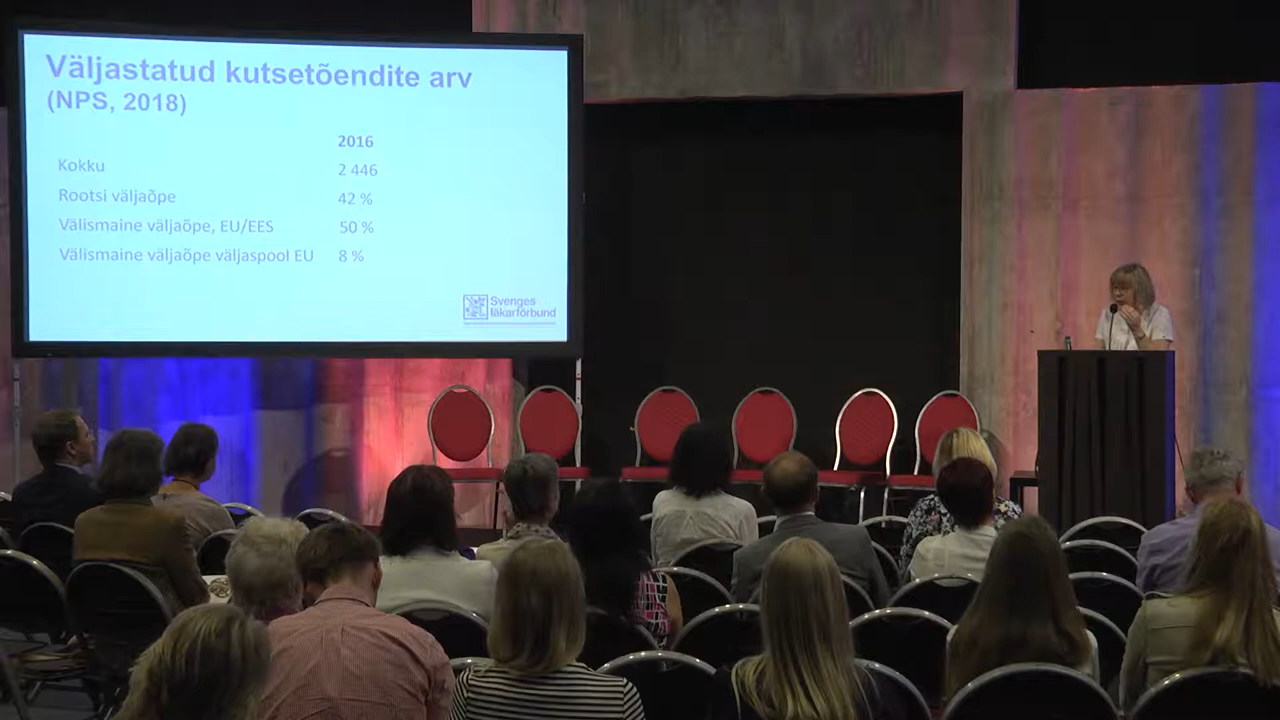 Väljastatud kutsetõendite arv
(NPS, 2018)
2016
Kokku 2 446
Rootsi väljaõpe 42 %
Välismaine väljaõpe, EU/EES 50 %
Välismaine väljaõpe väljaspool EU 8 %
Sveriges
läkarförbund